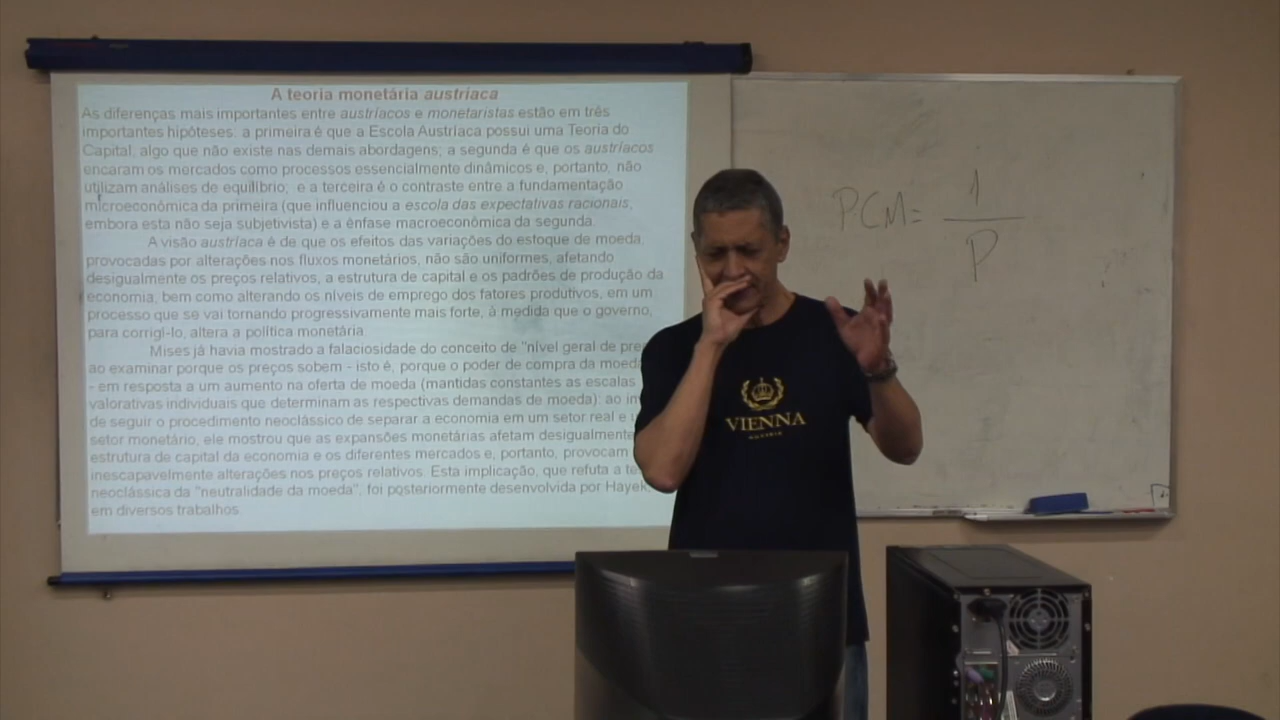 A teoria monetária austríaca
As diferenças mais importantes entre austríacos e monetaristas estão em três
importantes hipóteses: a primeira é que a Escola Austríaca possui uma Teoria do
Capital, algo que não existe nas demais abordagens; a segunda é que os austríacos
encaram os mercados como processos essencialmente dinâmicos e, portanto, não
utilizam análises de equilíbrio; e a terceira é o contraste entre a fundamentação
microeconômica da primeira (que influenciou a escola das expectativas racionais,
embora esta não seja subjetivista) e a ênfase macroeconômica da segunda.
A visão austríaca é de que os efeitos das variações do estoque de moeda,
provocadas por alterações nos fluxos monetários, não são uniformes, afetando
desigualmente os preços relativos, a estrutura de capital e os padrões de produção da
economia, bem como alterando os níveis de emprego dos fatores produtivos, em um
processo que se vai tornando progressivamente mais forte, à medida que o governo,
para corrigí-lo, altera a política monetária
Mises já havia mostrado a falaciosidade do conceito de "nível geral de
ao examinar porque os preços sobem - isto é, porque o poder de compra da
- em resposta a um aumento na oferta de moeda (mantidas constantes as escalas
valorativas individuais que determinam as respectivas demandas de moeda): ao
de seguir o procedimento neoclássico de separar a economia em um setor real e
setor monetário, ele mostrou que as expansões monetárias afetam desigualmente
estrutura de capital da economia e os diferentes mercados e, portanto, provocam
inescapavelmente alterações nos preços relativos. Esta implicação, que refuta a
neoclássica da "neutralidade da moeda", foi posteriormente desenvolvida por Hayek
em diversos trabalhos.
PCM= 1
P
VIENNA
AUSTRIA